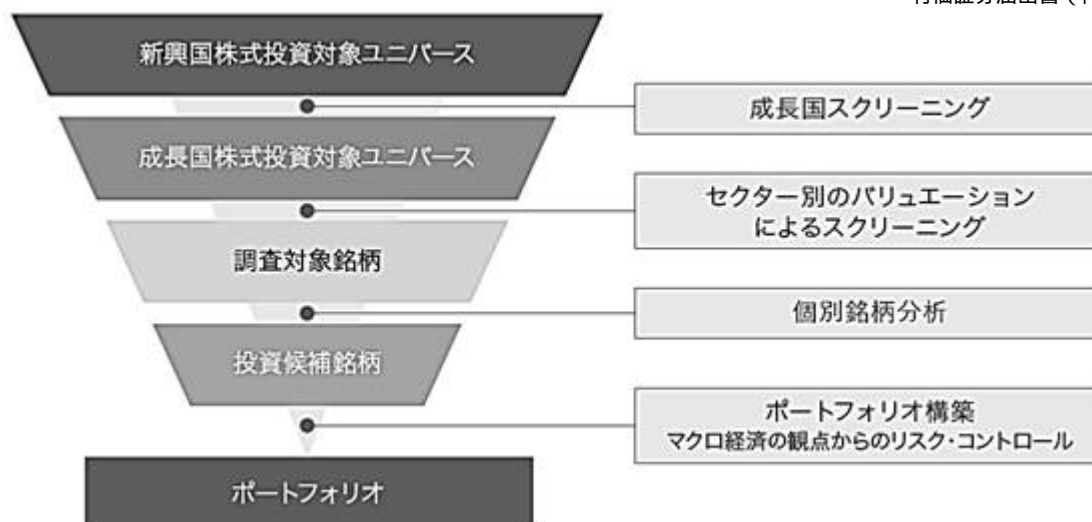 新興国株式投資対象ユニバース
成長国スクリーニング
成長国株式投資対象ユニバース
セクター別のバリュエーション
によるスクリーニング
調査対象銘柄
個別銘柄分析
投資候補銘柄
ポートフォリオ構築
マクロ経済の観点からのリスク・コントロール
ポートフォリオ